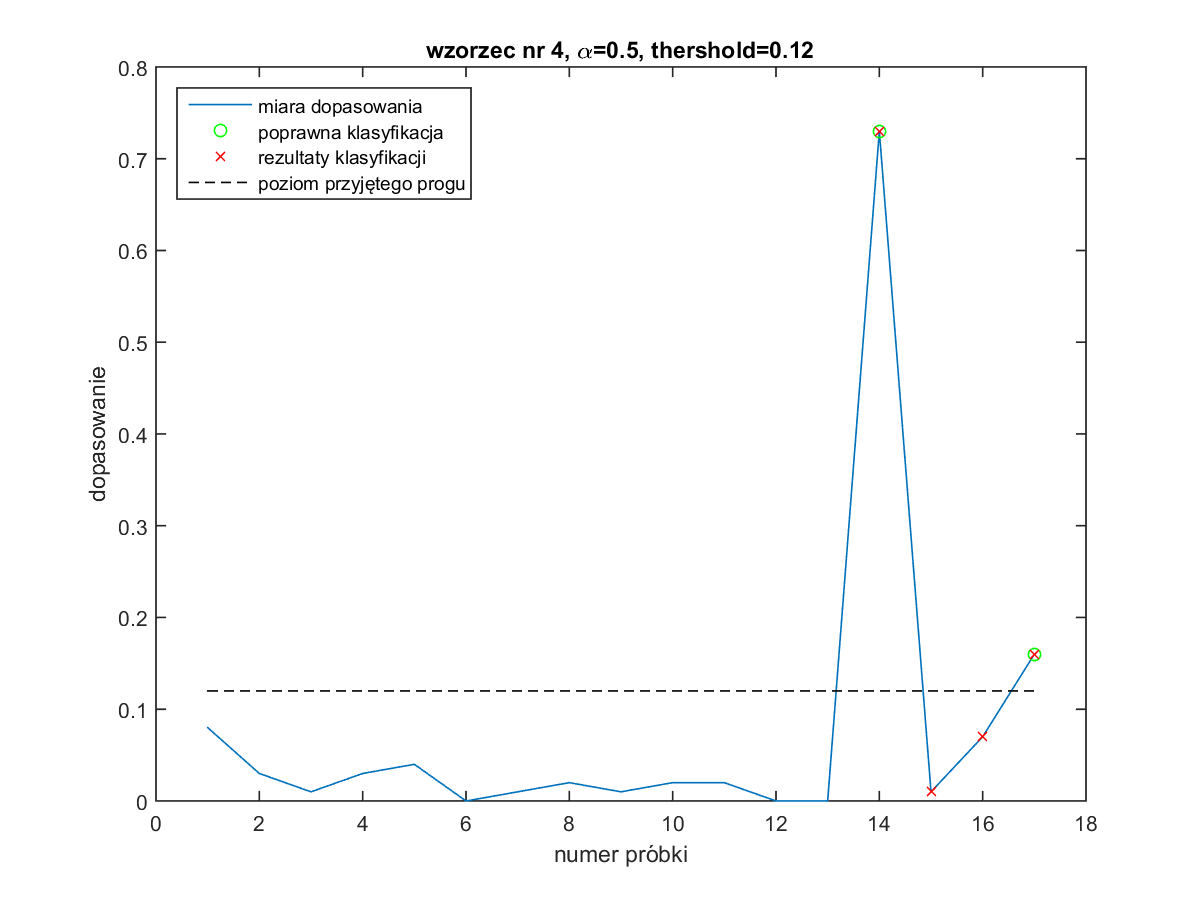 wzorzec nr 4, α=0.5, thershold=0.12
miara dopasowania
poprawna klasyfikacja
rezultaty klasyfikacji
poziom przyjętego progu
dopasowanie
0.8
0.7
0.6
0.5
0.4
0.3
0.2
0.1
0
0 2 4 6 8 10 12 14 16 18
numer próbki